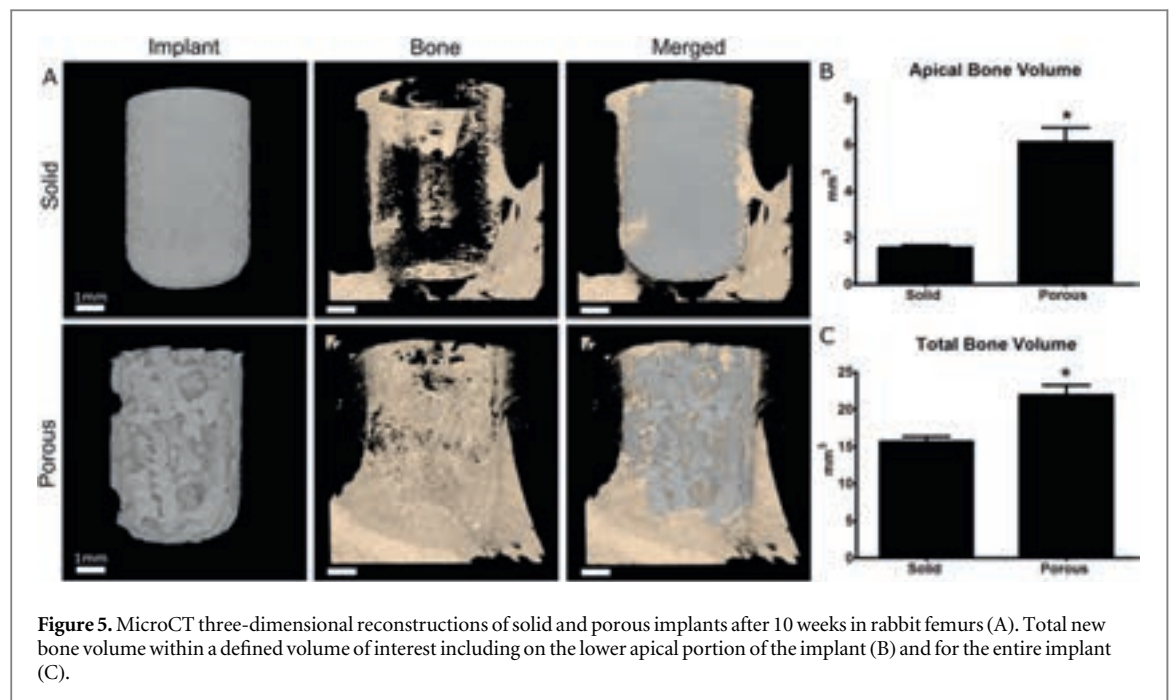 Implant Bone Merged
A
Solid
1mm
Porous
1mm
B
Apical Bone Volume
8
6
4
2
0
mm³
*
Solid Porous
C
Total Bone Volume
25
20
15
10
5
0
mm³
*
Solid Porous
Figure 5. MicroCT three-dimensional reconstructions of solid and porous implants after 10 weeks in rabbit femurs (A). Total new
bone volume within a defined volume of interest including on the lower apical portion of the implant (B) and for the entire implant
(C).